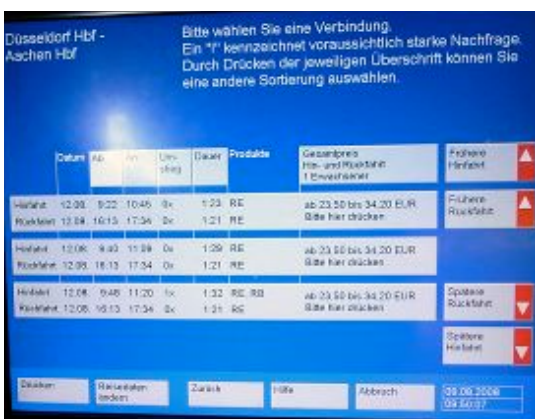 Düsseldorf Hbf -
Aachen Hbf
Bitte wählen Sie eine Verbindung.
Ein "!" kennzeichnet voraussichtlich starke Nachfrage.
Durch Drücken der jeweiligen Überschrift können Sie
eine andere Sortierung auswählen.
Datum Ab An Um-
stieg Dauer Produkte
Gesamtpreis
Hin- und Rückfahrt
1 Erwachsener
Frühere
Hinfahrt
Hinfahrt 12.08. 9:22 10:45 0x 1:23 RE
Rückfahrt 12.08. 16:13 17:34 0x 1:21 RE
ab 23,50 bis 34,20 EUR
Bitte hier drücken
Frühere
Rückfahrt
Hinfahrt 12.08. 9:40 11:09 0x 1:29 RE
Rückfahrt 12.08. 16:13 17:34 0x 1:21 RE
ab 23,50 bis 34,20 EUR
Bitte hier drücken
Hinfahrt 12.08. 9:48 11:20 1x 1:32 RE, RB
Rückfahrt 12.08. 16:13 17:34 0x 1:21 RE
ab 23,50 bis 34,20 EUR
Bitte hier drücken
Spätere
Rückfahrt
Spätere
Hinfahrt
Drucken
Reisedaten
ändern
Zurück
Hilfe
Abbruch
09.08.2008
09:50:07